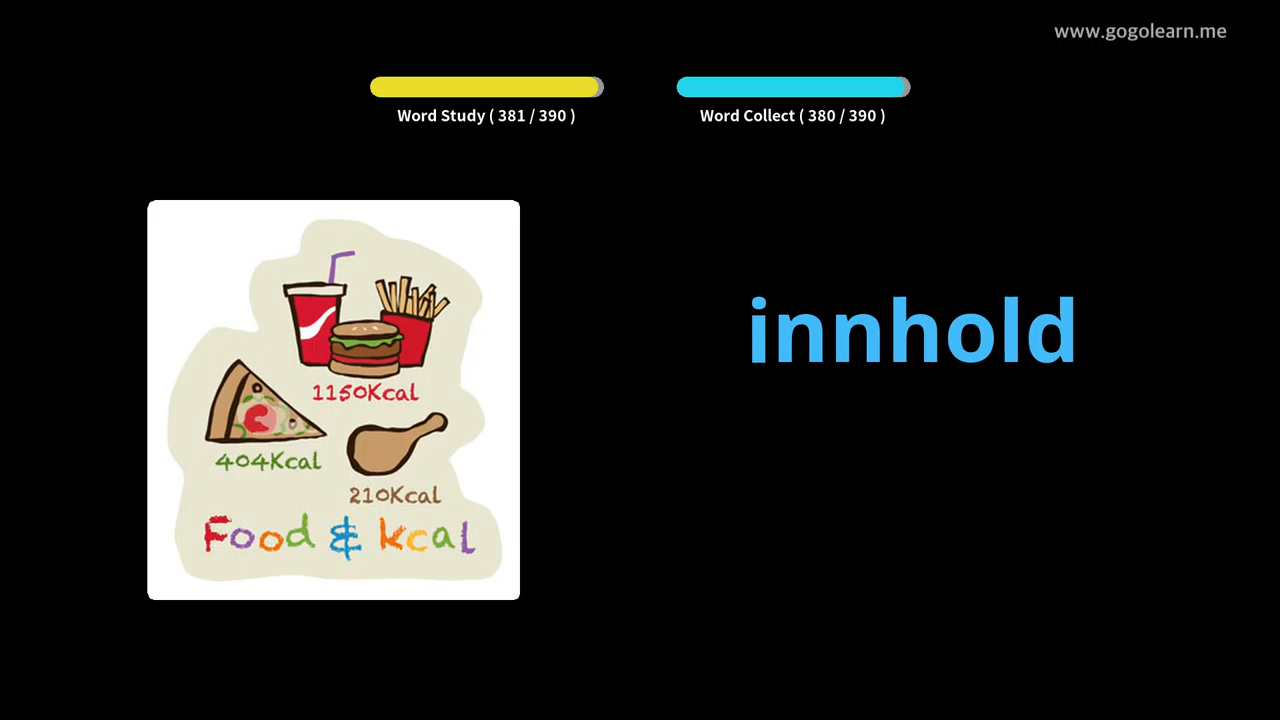 www.gogolearn.me
Word Study ( 381 / 390 )
Word Collect ( 380 / 390 )
innhold
1150Kcal
404Kcal
210Kcal
Food & kcal